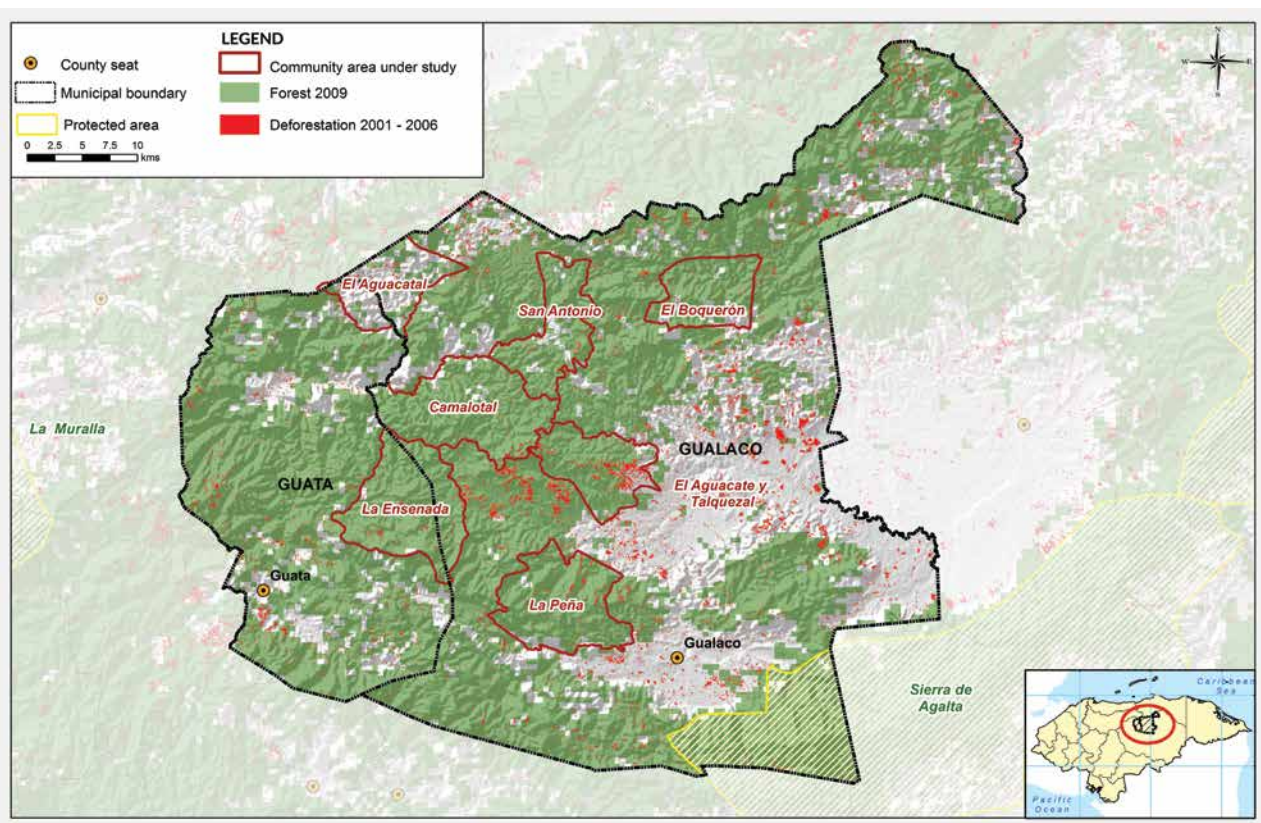 LEGEND
County seat
Municipal boundary
Protected area
0 2.5 5 7.5 10
kms
Community area under study
Forest 2009
Deforestation 2001 - 2006
N
W
E
S
El Aguacatal
San Antonio
El Boquerón
Camalotal
La Muralla
GUALACO
GUATA
El Aguacate y
Talquezal
La Ensenada
Guata
La Peña
Gualaco
Sierra de
Agalta
Caribbean
Sea
Pacific
Ocean